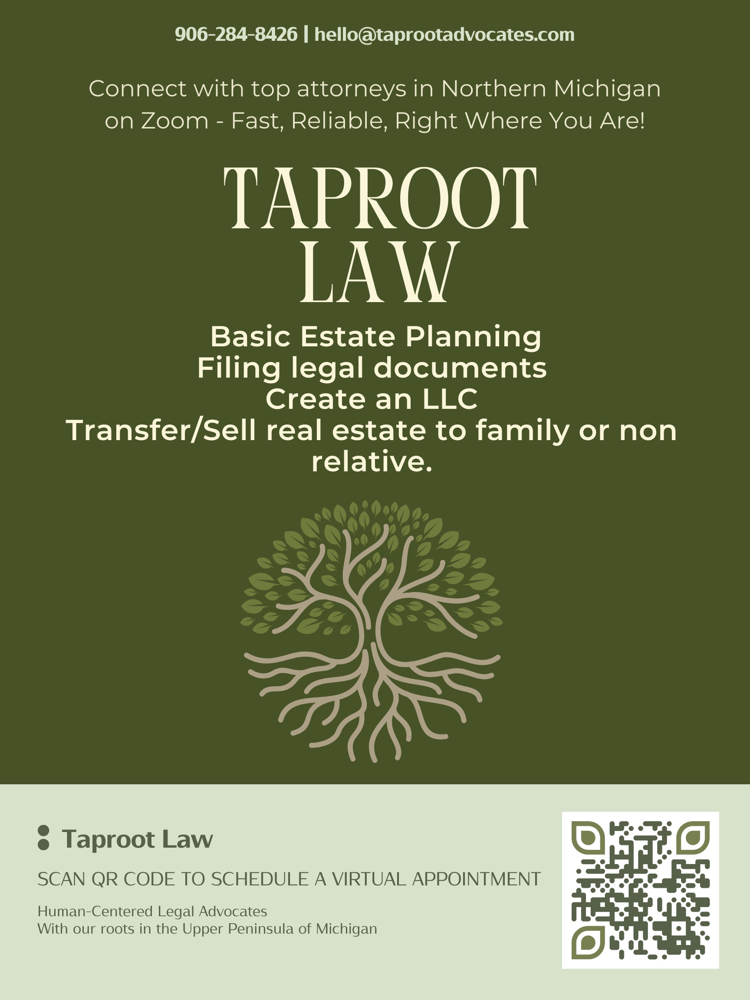 906-284-8426 | hello@taprootadvocates.com
Connect with top attorneys in Northern Michigan
on Zoom - Fast, Reliable, Right Where You Are!
TAPROOT
LAW
Basic Estate Planning
Filing legal documents
Create an LLC
Transfer/Sell real estate to family or non
relative.
Taproot Law
SCAN QR CODE TO SCHEDULE A VIRTUAL APPOINTMENT
Human-Centered Legal Advocates
With our roots in the Upper Peninsula of Michigan